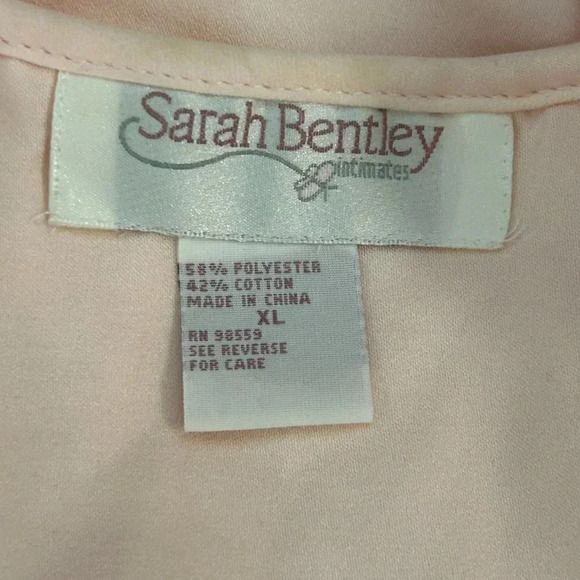 Sarah Bentley
intimates
58% POLYESTER
42% COTTON
MADE IN CHINA
XL
RN 98559
SEE REVERSE
FOR CARE